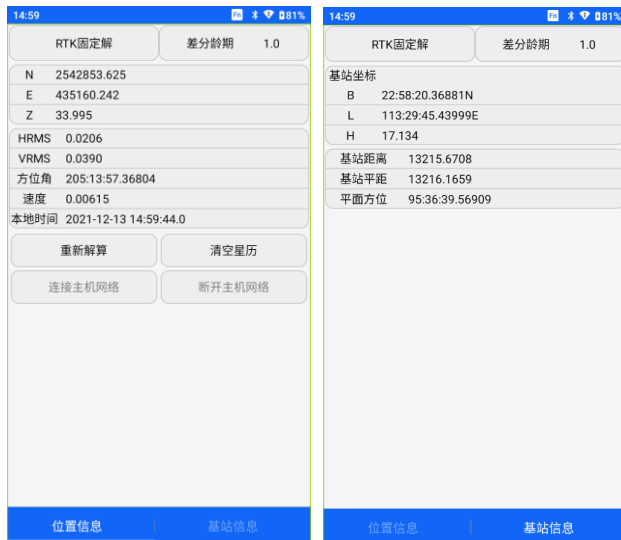 14:59
Fn
81%
RTK固定解
差分龄期 1.0
N 2542853.625
E 435160.242
Z 33.995
HRMS 0.0206
VRMS 0.0390
方位角 205:13:57.36804
速度 0.00615
本地时间 2021-12-13 14:59:44.0
重新解算
清空星历
连接主机网络
断开主机网络
位置信息
基站信息
14:59
Fn
81%
RTK固定解
差分龄期 1.0
基站坐标
B 22:58:20.36881N
L 113:29:45.43999E
H 17.134
基站距离 13215.6708
基站平距 13216.1659
平面方位 95:36:39.56909
位置信息
基站信息